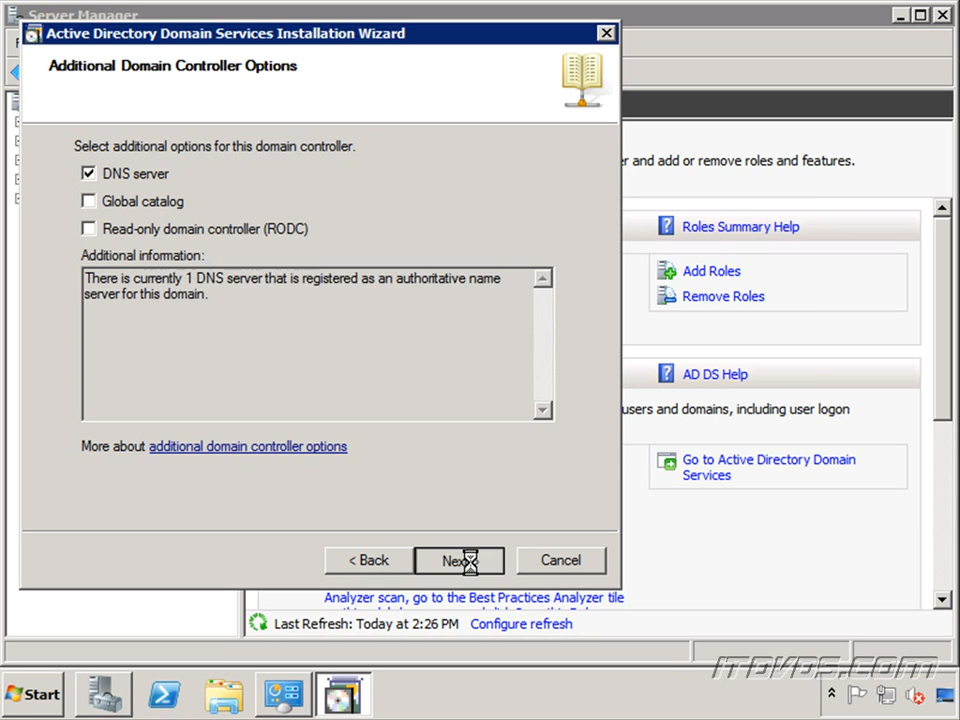 Server Manager
Active Directory Domain Services Installation Wizard
Additional Domain Controller Options
Select additional options for this domain controller.
DNS server
Global catalog
Read-only domain controller (RODC)
Additional information:
There is currently 1 DNS server that is registered as an authoritative name
server for this domain.
More about additional domain controller options
< Back
Cancel
r and add or remove roles and features.
Roles Summary Help
Add Roles
Remove Roles
AD DS Help
users and domains, including user logon
Go to Active Directory Domain
Services
Analyzer scan, go to the Best Practices Analyzer tile
Last Refresh: Today at 2:26 PM
Configure refresh
Start
ITDVDS.COM